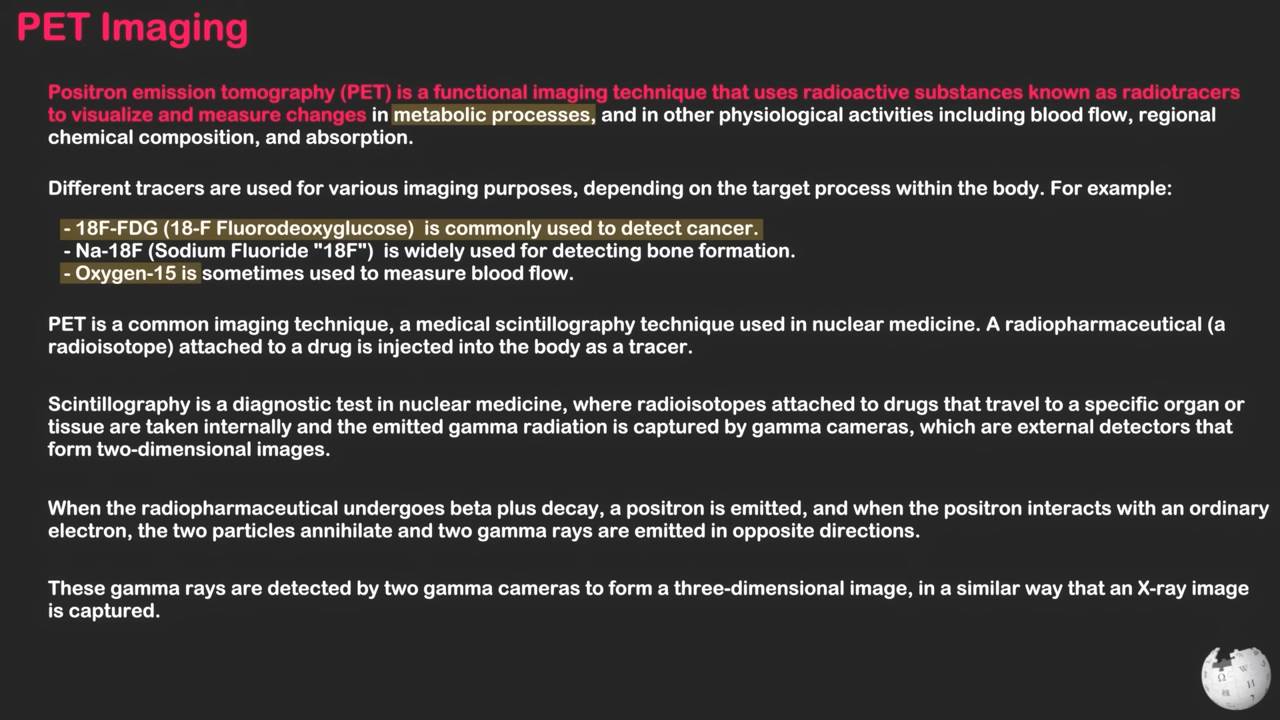 PET Imaging
Positron emission tomography (PET) is a functional imaging technique that uses radioactive substances known as radiotracers
to visualize and measure changes in metabolic processes, and in other physiological activities including blood flow, regional
chemical composition, and absorption.
Different tracers are used for various imaging purposes, depending on the target process within the body. For example:
- 18F-FDG (18-F Fluorodeoxyglucose) is commonly used to detect cancer.
- Na-18F (Sodium Fluoride "18F") is widely used for detecting bone formation.
- Oxygen-15 is sometimes used to measure blood flow.
PET is a common imaging technique, a medical scintillography technique used in nuclear medicine. A radiopharmaceutical (a
radioisotope) attached to a drug is injected into the body as a tracer.
Scintillography is a diagnostic test in nuclear medicine, where radioisotopes attached to drugs that travel to a specific organ or
tissue are taken internally and the emitted gamma radiation is captured by gamma cameras, which are external detectors that
form two-dimensional images.
When the radiopharmaceutical undergoes beta plus decay, a positron is emitted, and when the positron interacts with an ordinary
electron, the two particles annihilate and two gamma rays are emitted in opposite directions.
These gamma rays are detected by two gamma cameras to form a three-dimensional image, in a similar way that an X-ray image
is captured.
Ω W